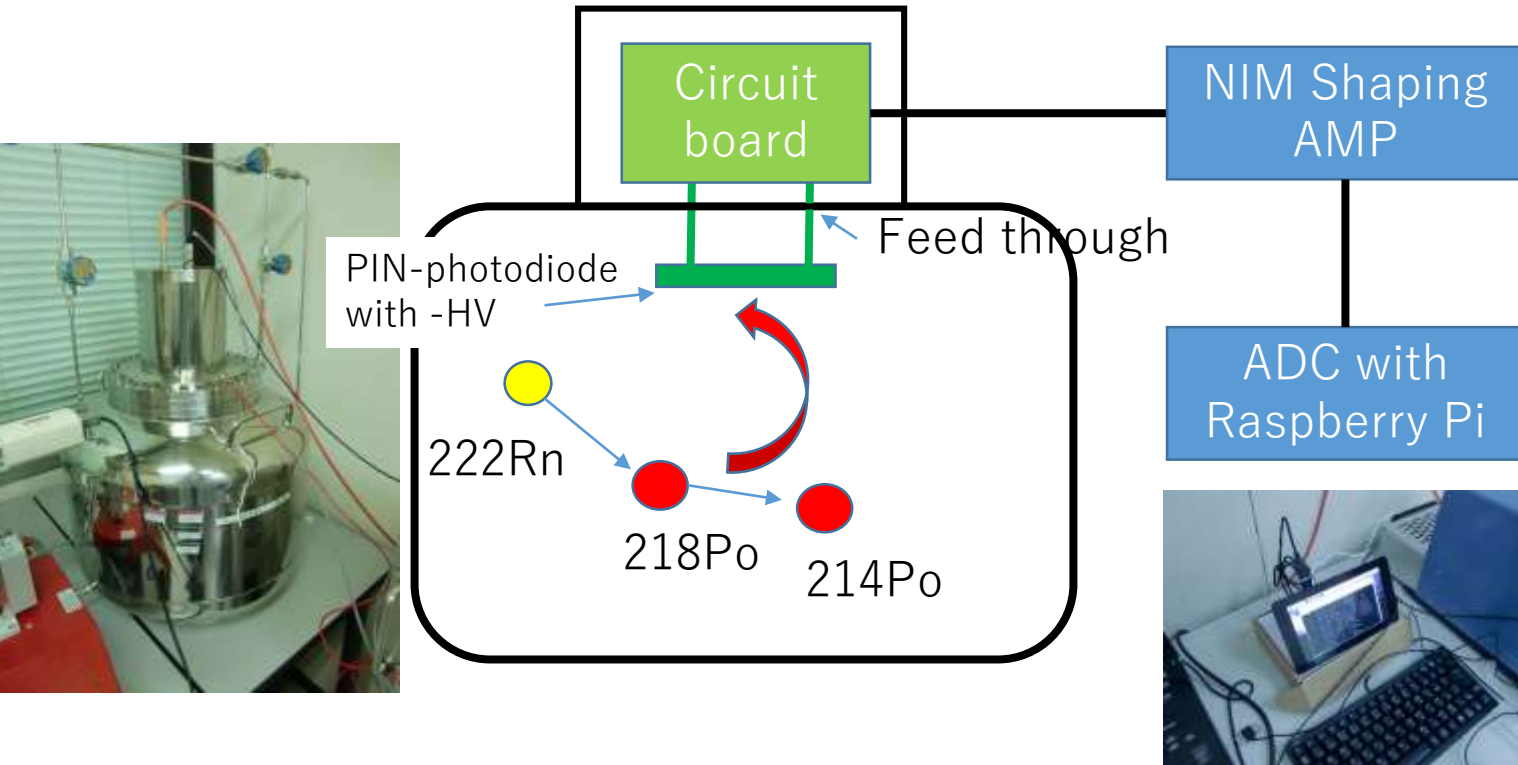 Circuit
board
NIM Shaping
AMP
Feed through
PIN-photodiode
with -HV
ADC with
Raspberry Pi
222Rn
218Po
214Po